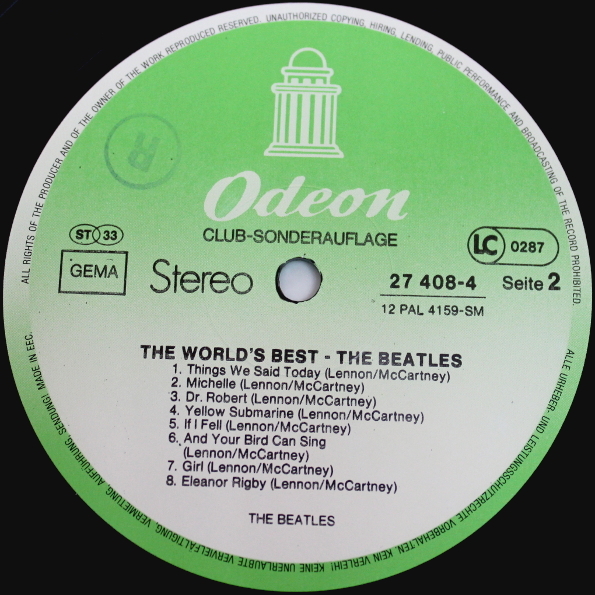 ALL RIGHTS OF THE PRODUCER AND OF THE OWNER OF THE WORK REPRODUCED RESERVED. UNAUTHORIZED COPYING, HIRING, LENDING, PUBLIC PERFORMANCE AND BROADCASTING OF THE RECORD PROHIBITED.
R
Odeon
CLUB-SONDERAUFLAGE
ST 33
LC 0287
GEMA
Stereo
27 408-4
Seite 2
12 PAL 4159-SM
THE WORLD'S BEST - THE BEATLES
1. Things We Said Today (Lennon/McCartney)
2. Michelle (Lennon/McCartney)
3. Dr. Robert (Lennon/McCartney)
4. Yellow Submarine (Lennon/McCartney)
5. If I Fell (Lennon/McCartney)
6. And Your Bird Can Sing
(Lennon/McCartney)
7. Girl (Lennon/McCartney)
8. Eleanor Rigby (Lennon/McCartney)
THE BEATLES
ALLE URHEBER- UND LEISTUNGSSCHUTZRECHTE VORBEHALTEN. KEIN VERLEIH! KEINE UNERLAUBTE VERVIELFÄLTIGUNG, VERMIETUNG, AUFFÜHRUNG, SENDUNG! MADE IN EEC.